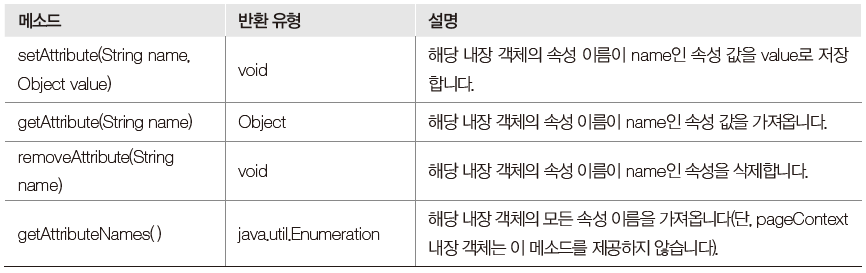 메소드 반환 유형 설명
setAttribute(String name, Object value) void 해당 내장 객체의 속성 이름이 name인 속성 값을 value로 저장합니다.
getAttribute(String name) Object 해당 내장 객체의 속성 이름이 name인 속성 값을 가져옵니다.
removeAttribute(String name) void 해당 내장 객체의 속성 이름이 name인 속성을 삭제합니다.
getAttributeNames( ) java.util.Enumeration 해당 내장 객체의 모든 속성 이름을 가져옵니다(단, pageContext 내장 객체는 이 메소드를 제공하지 않습니다).